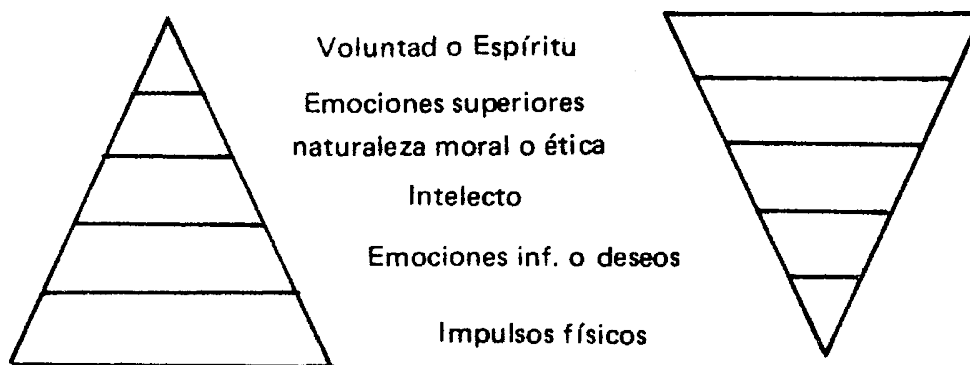 Voluntad o Espíritu
Emociones superiores
naturaleza moral o ética
Intelecto
Emociones inf. o deseos
Impulsos físicos